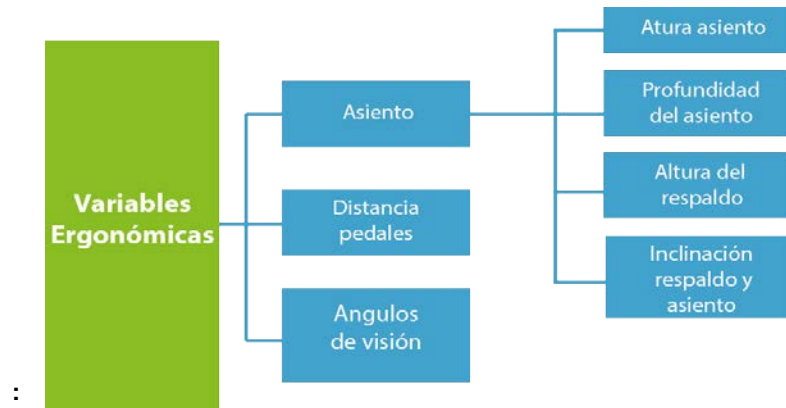 Variables
Ergonómicas
Asiento
Distancia
pedales
Angulos
de visión
Atura asiento
Profundidad
del asiento
Altura del
respaldo
Inclinación
respaldo y
asiento
: